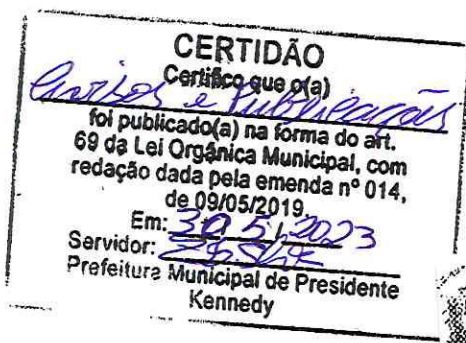 CERTIDÃO
Certifico que o(a)
Avisos e Publicação
foi publicado(a) na forma do art.
69 da Lei Orgânica Municipal, com
redação dada pela emenda nº 014,
de 09/05/2019.
Em: 30 5 / 2023
Servidor:
Prefeitura Municipal de Presidente
Kennedy